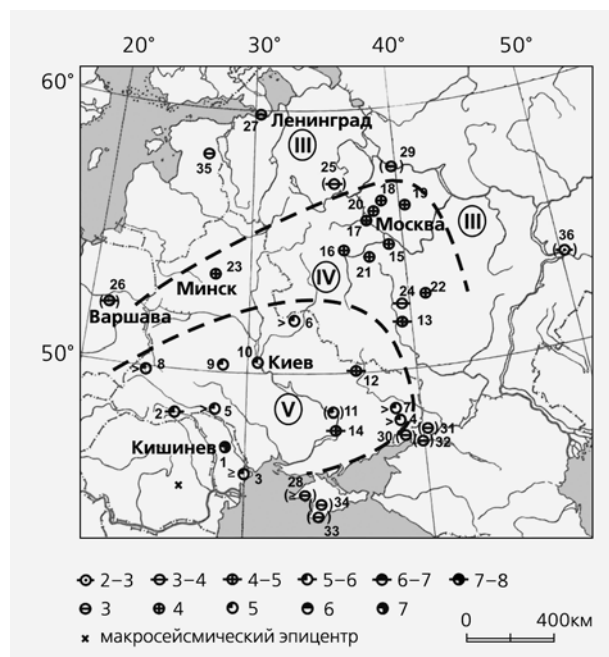 20° 30° 40° 50°
60°
27 Ленинград
III
29
35
25
18 19
20
III
17 Москва
36
16 15
IV 21
23
Минск
24 22
26
Варшава
> 6 13
50°
> 8 9 10 Киев
12
2 > 5 (11) > 7
V > 4
14 30 31
32
Кишинев
1
≥ 3
28
(≥) 34
33
2–3 3–4 4–5 5–6 6–7 7–8
3 4 5 6 7
× макросейсмический эпицентр
0 400км